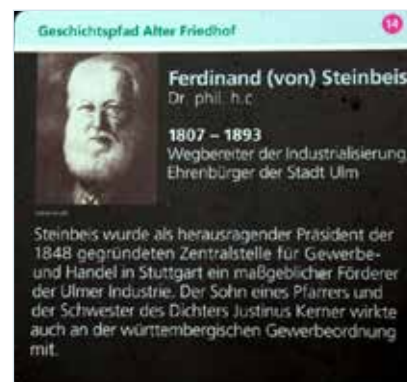 Geschichtspfad Alter Friedhof
14
Ferdinand (von) Steinbeis
Dr. phil. h.c
1807 – 1893
Wegbereiter der Industrialisierung
Ehrenbürger der Stadt Ulm
Steinbeis wurde als herausragender Präsident der
1848 gegründeten Zentralstelle für Gewerbe-
und Handel in Stuttgart ein maßgeblicher Förderer
der Ulmer Industrie. Der Sohn eines Pfarrers und
der Schwester des Dichters Justinus Kerner wirkte
auch an der württembergischen Gewerbeordnung
mit.